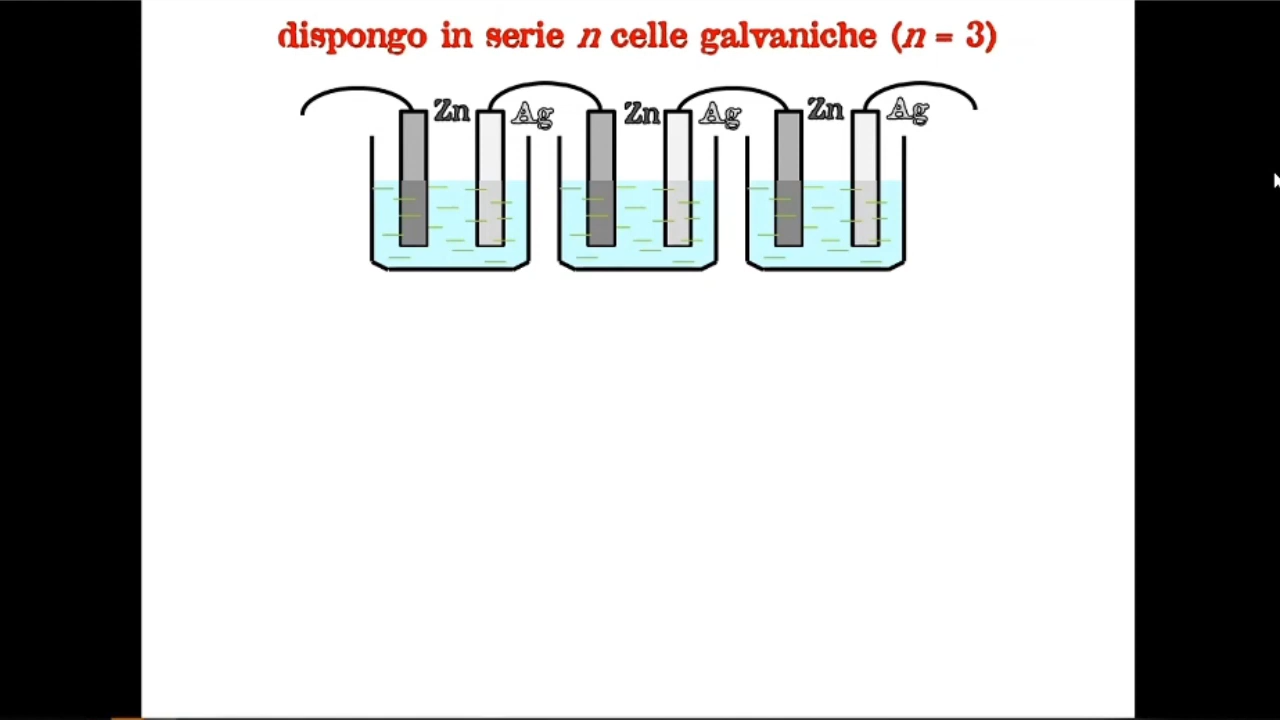 dispongo in serie n celle galvaniche (n = 3)
Zn Ag Zn Ag Zn Ag